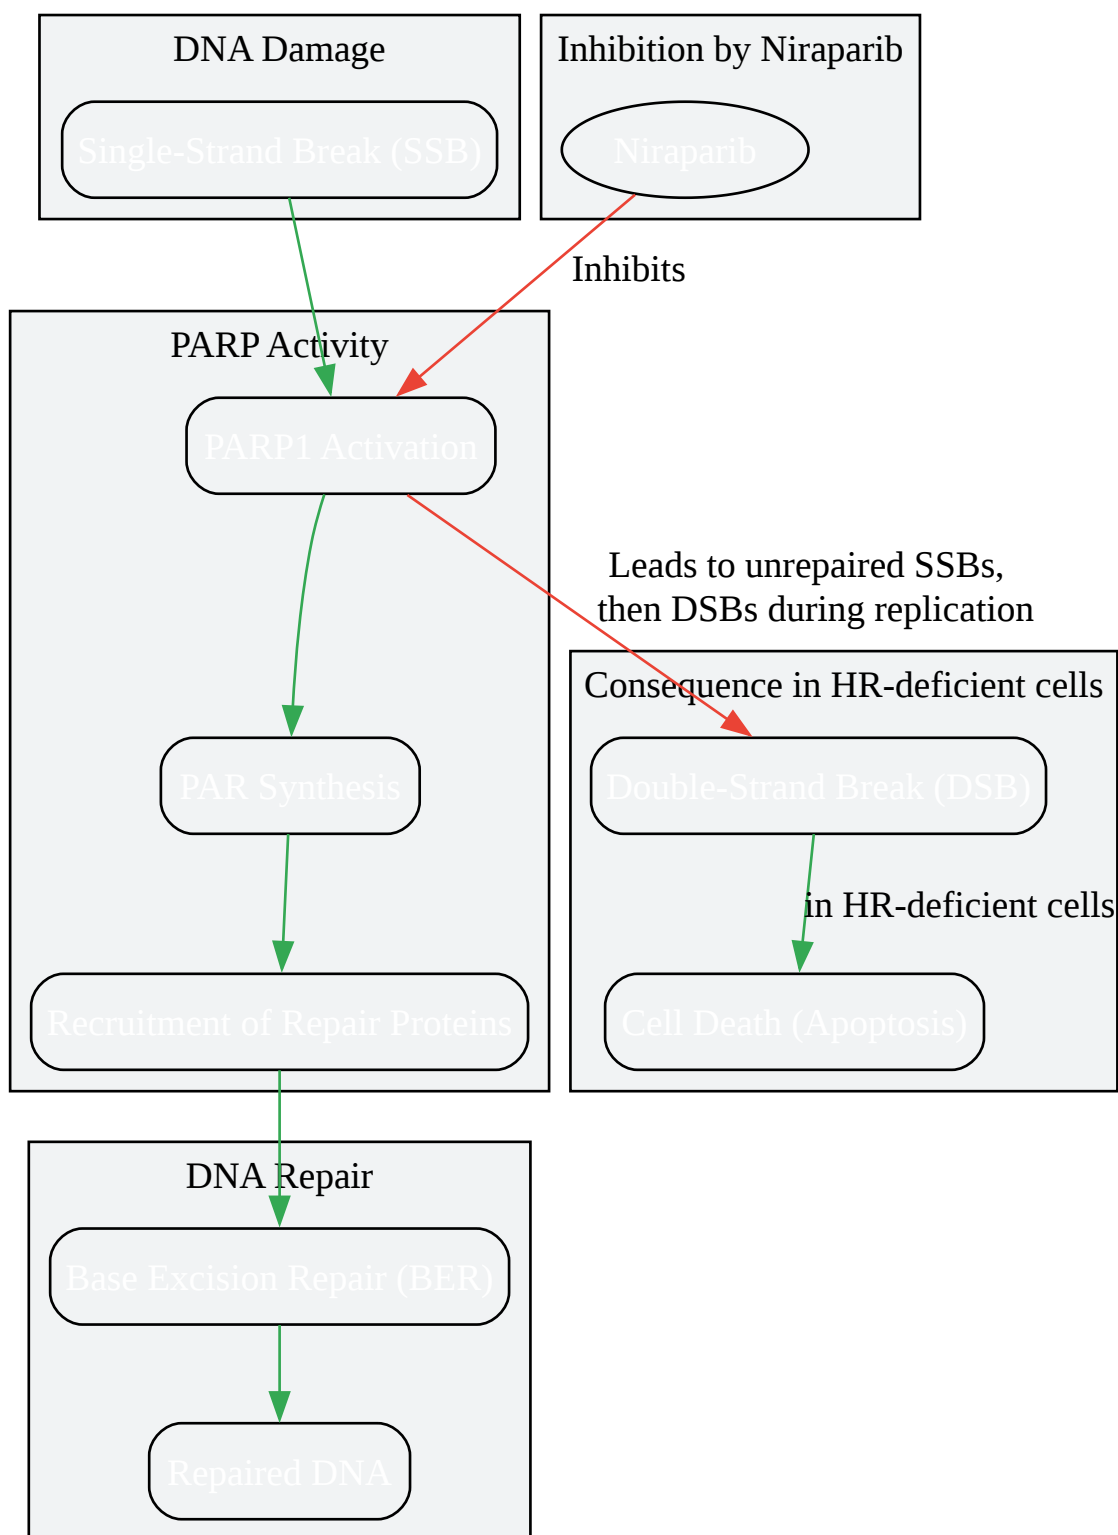 DNA Damage
Single-Strand Break (SSB)
Inhibition by Niraparib
Niraparib
Inhibits
PARP Activity
PARP1 Activation
Leads to unrepaired SSBs,
then DSBs during replication
Consequence in HR-deficient cells
PAR Synthesis
Double-Strand Break (DSB)
in HR-deficient cells
Recruitment of Repair Proteins
Cell Death (Apoptosis)
DNA Repair
Base Excision Repair (BER)
Repaired DNA